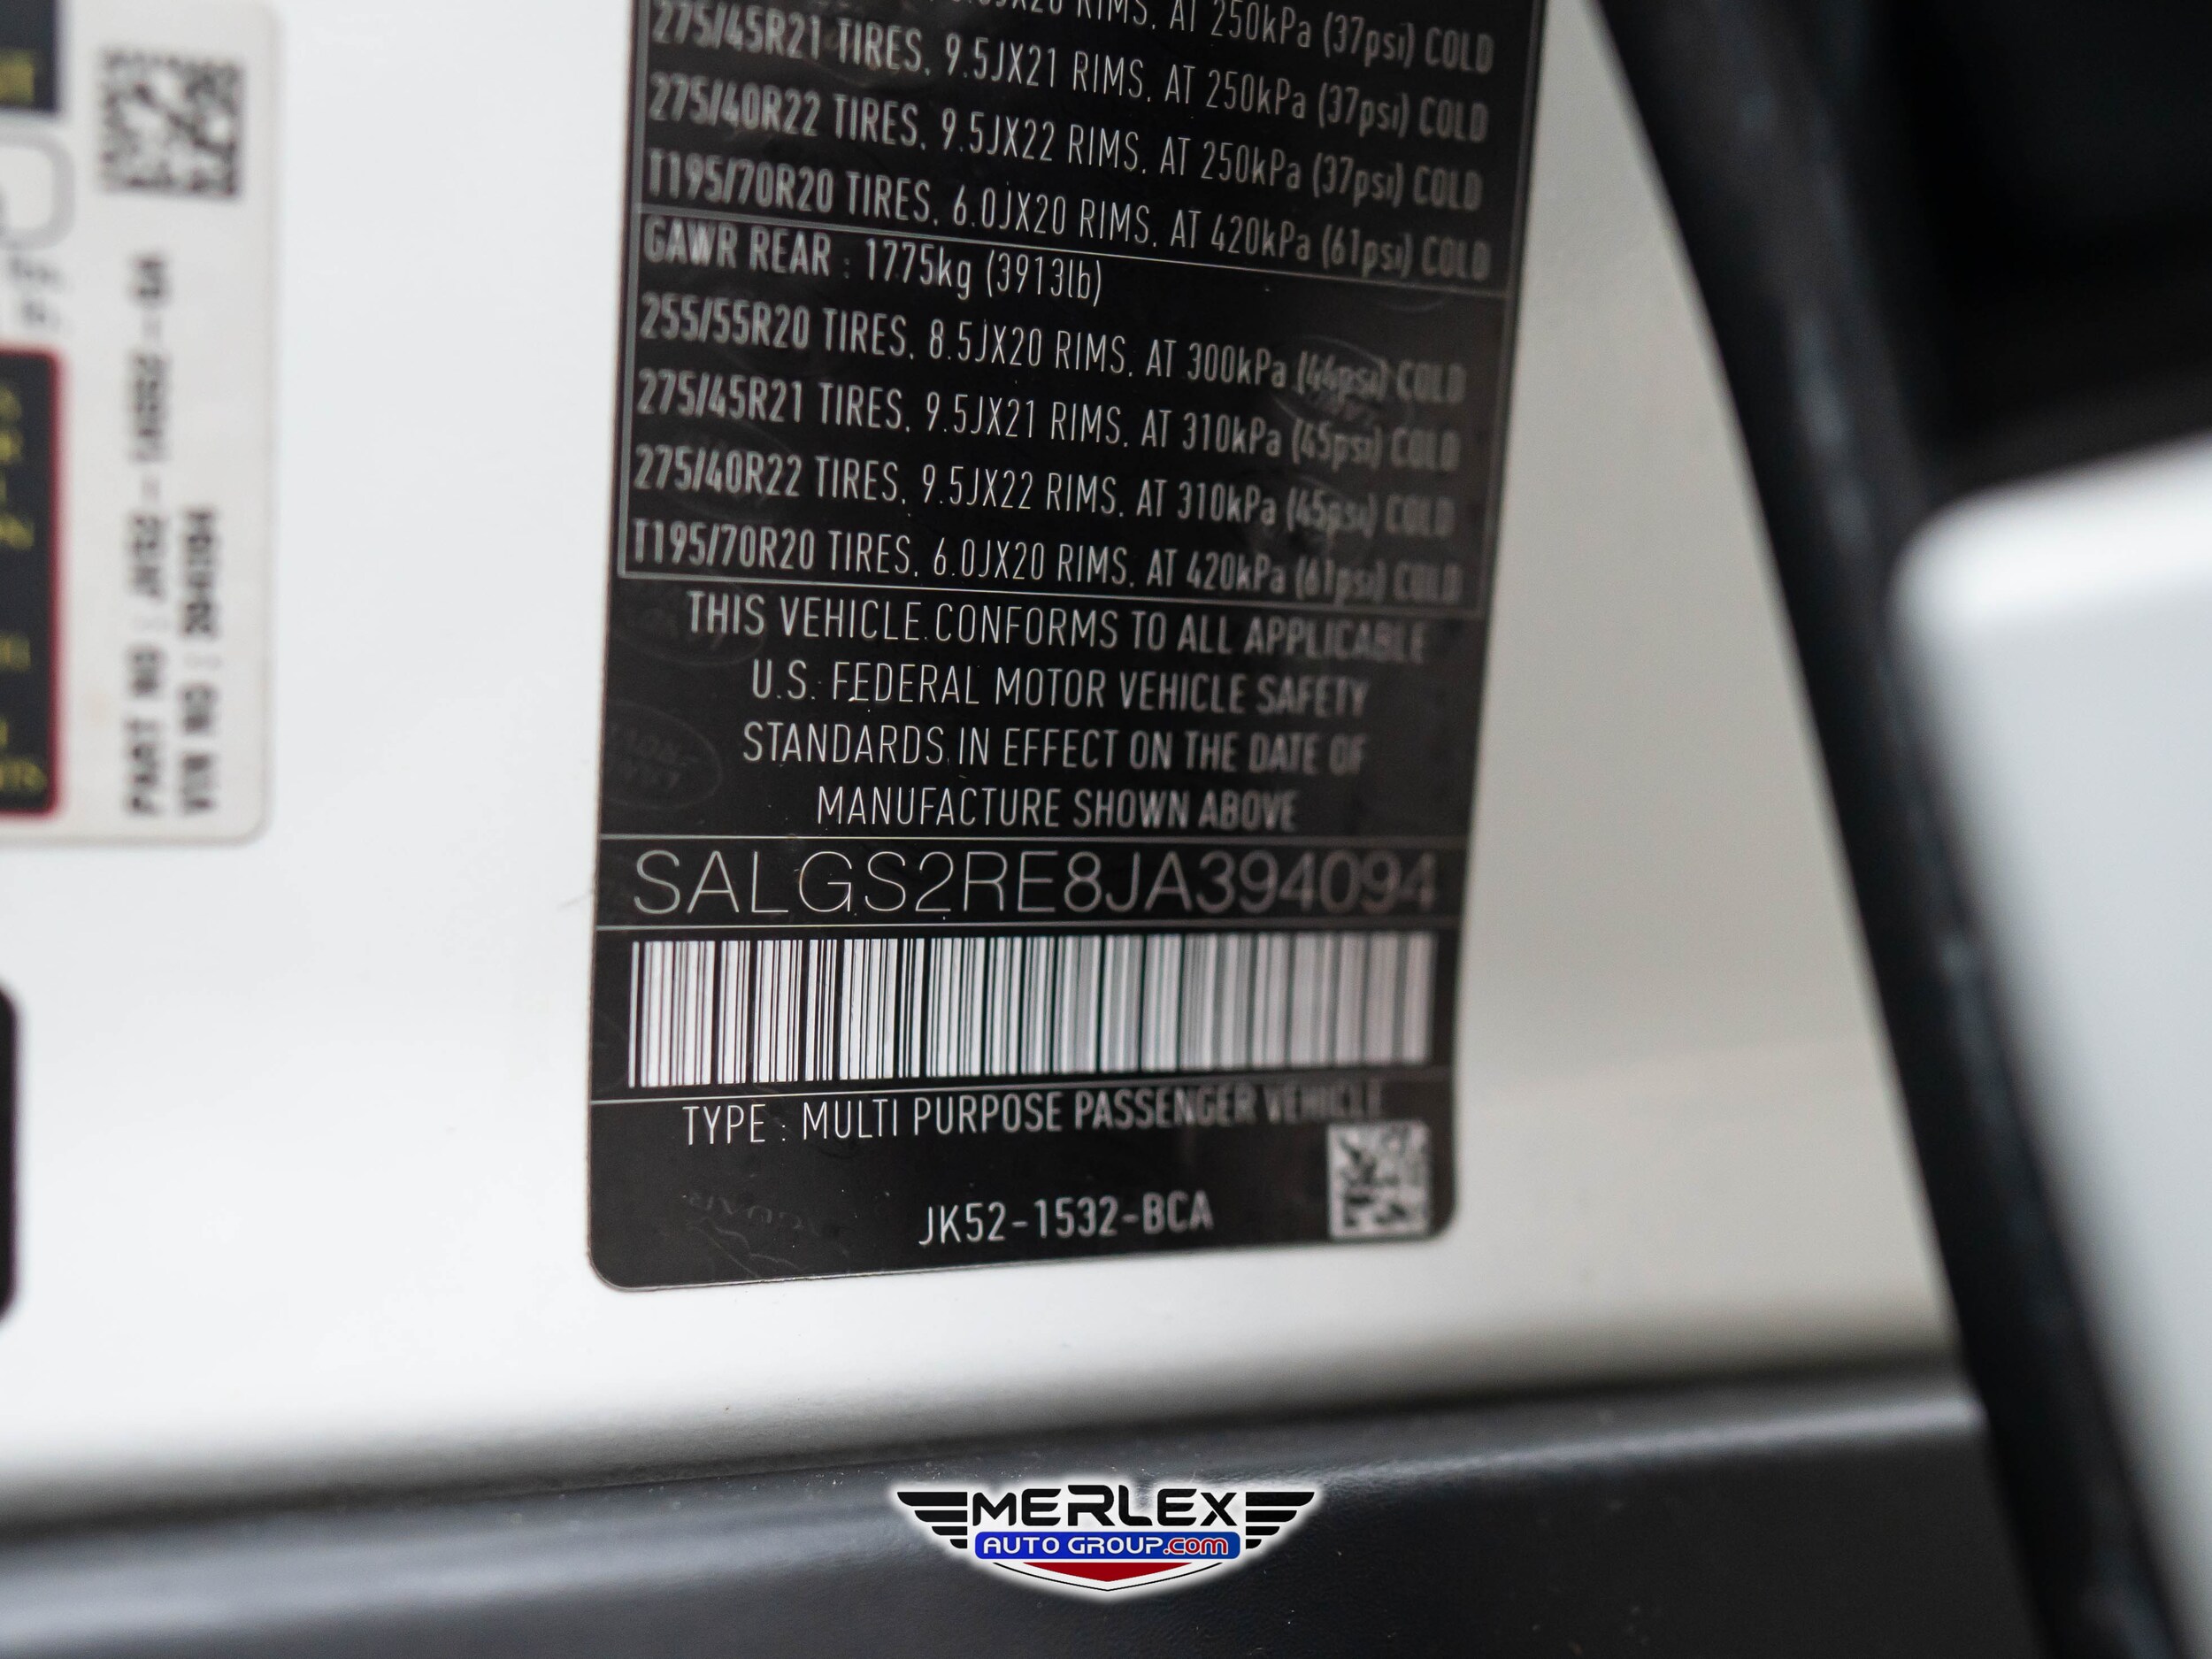 275/45R21 TIRES, 9.5JX21 RIMS, AT 250kPa (37psi) COLD
275/40R22 TIRES, 9.5JX22 RIMS, AT 250kPa (37psi) COLD
T195/70R20 TIRES, 6.0JX20 RIMS, AT 420kPa (61psi) COLD
GAWR REAR : 1775kg (3913lb)
255/55R20 TIRES, 8.5JX20 RIMS, AT 300kPa (44psi) COLD
275/45R21 TIRES, 9.5JX21 RIMS, AT 310kPa (45psi) COLD
275/40R22 TIRES, 9.5JX22 RIMS, AT 310kPa (45psi) COLD
T195/70R20 TIRES, 6.0JX20 RIMS, AT 420kPa (61psi) COLD
THIS VEHICLE CONFORMS TO ALL APPLICABLE
U.S. FEDERAL MOTOR VEHICLE SAFETY
STANDARDS IN EFFECT ON THE DATE OF
MANUFACTURE SHOWN ABOVE
SALGS2RE8JA394094
TYPE : MULTI PURPOSE PASSENGER VEHICLE
JK52-1532-BCA
PART NO :
VIN NO :
MERLEX
AUTO GROUP.com